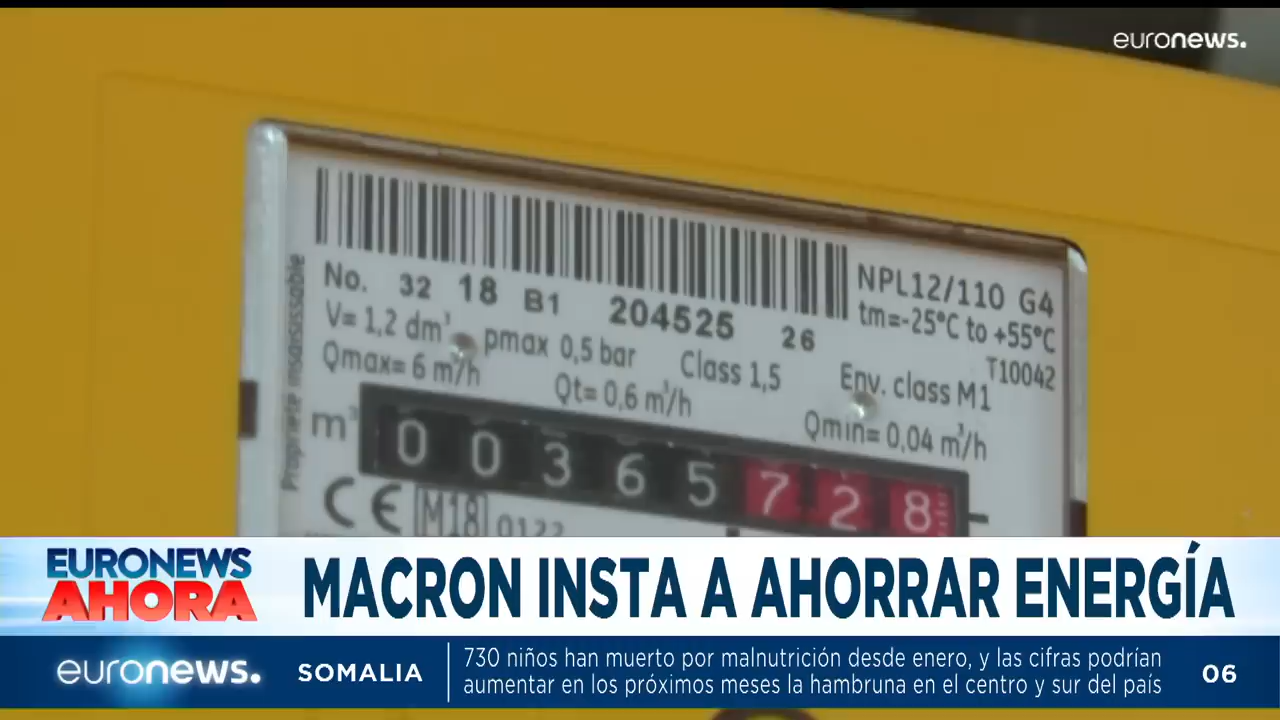 euronews.
No. 32 18 B1 204525 26
NPL12/110 G4
tm=-25°C to +55°C
T10042
V= 1,2 dm³ pmax 0,5 bar Class 1,5 Env. class M1
Qmax= 6 m³/h Qt= 0,6 m³/h Qmin= 0,04 m³/h
Propriete insaisissable
m³ 0 0 3 6 5 7 2 8
CE M18 0122
EURONEWS
AHORA
MACRON INSTA A AHORRAR ENERGÍA
euronews.
SOMALIA
730 niños han muerto por malnutrición desde enero, y las cifras podrían
aumentar en los próximos meses la hambruna en el centro y sur del país
06